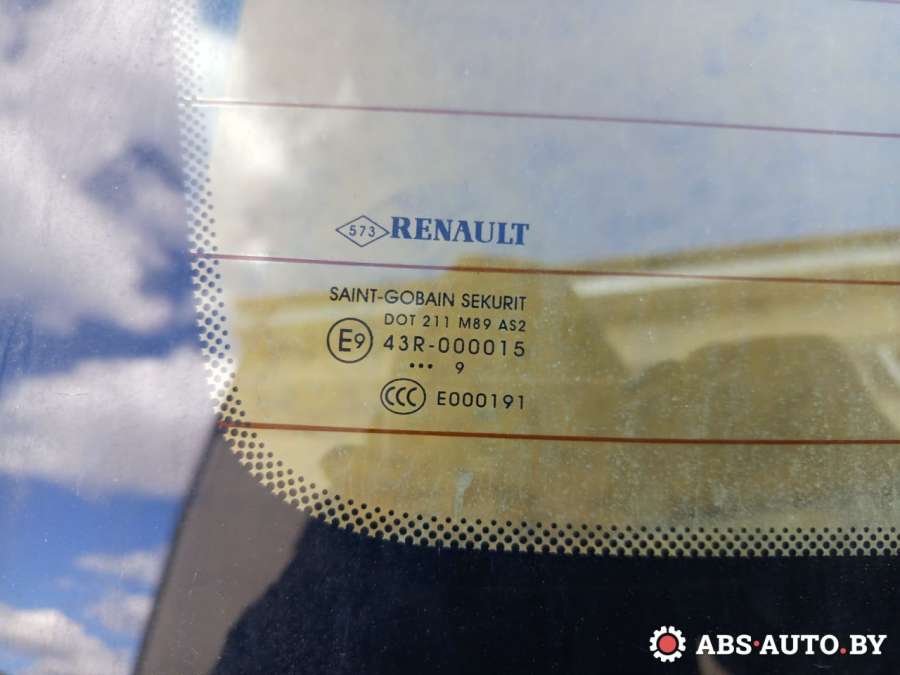 573 RENAULT
SAINT-GOBAIN SEKURIT
DOT 211 M89 AS2
E9 43R-000015
••• 9
CCC E000191
ABS•AUTO.BY